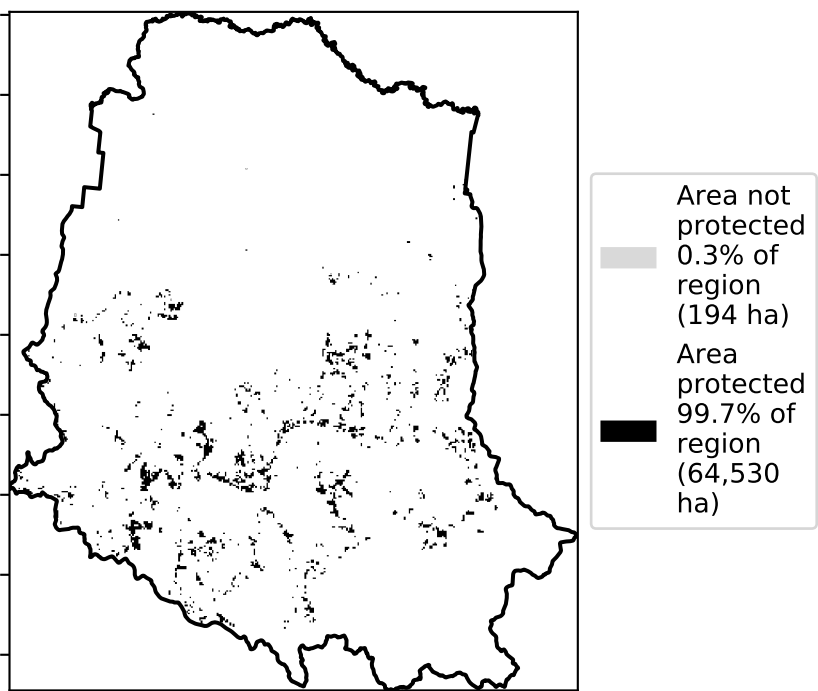 Area not
protected
0.3% of
region
(194 ha)
Area
protected
99.7% of
region
(64,530
ha)